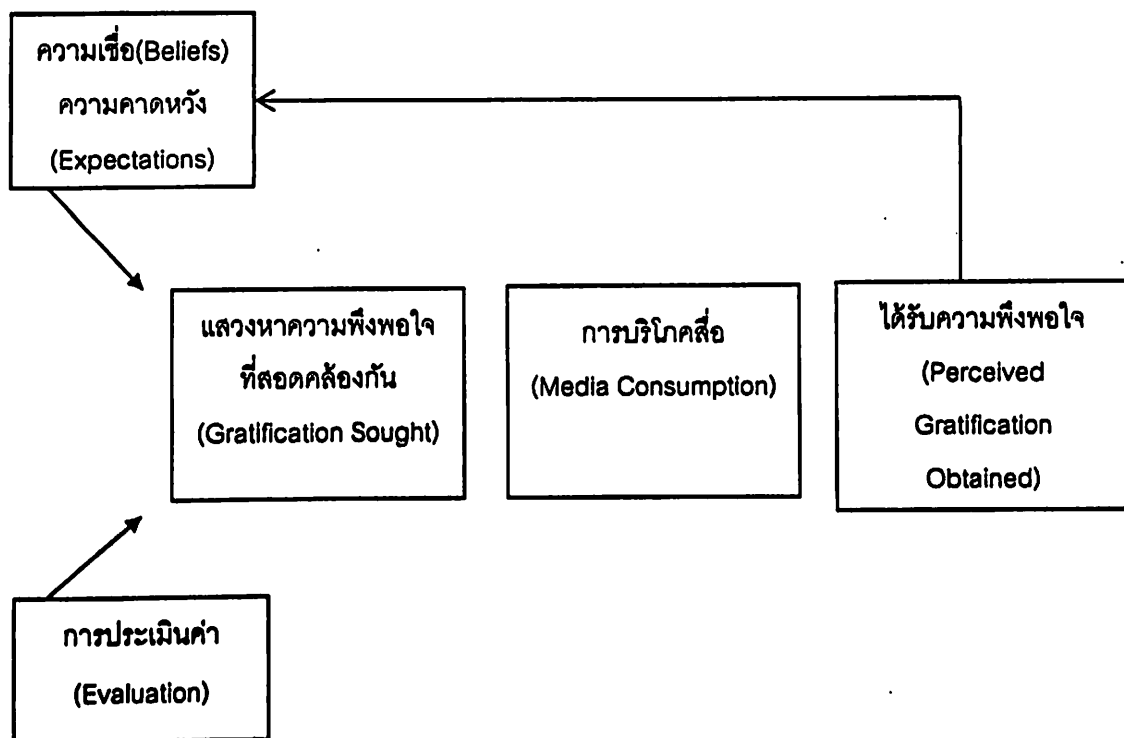 ความเชื่อ(Beliefs)
ความคาดหวัง
(Expectations)
แสวงหาความพึงพอใจ
ที่สอดคล้องกัน
(Gratification Sought)
การบริโภคสื่อ
(Media Consumption)
ได้รับความพึงพอใจ
(Perceived
Gratification
Obtained)
การประเมินค่า
(Evaluation)